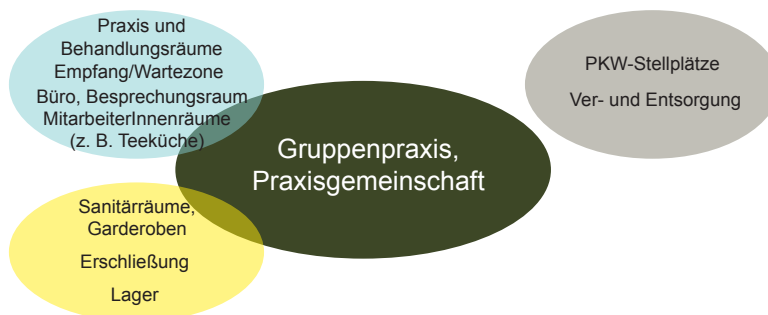 Praxis und
Behandlungsräume
Empfang/Wartezone
Büro, Besprechungsraum
MitarbeiterInnenräume
(z. B. Teeküche)
Gruppenpraxis,
Praxisgemeinschaft
PKW-Stellplätze
Ver- und Entsorgung
Sanitärräume,
Garderoben
Erschließung
Lager